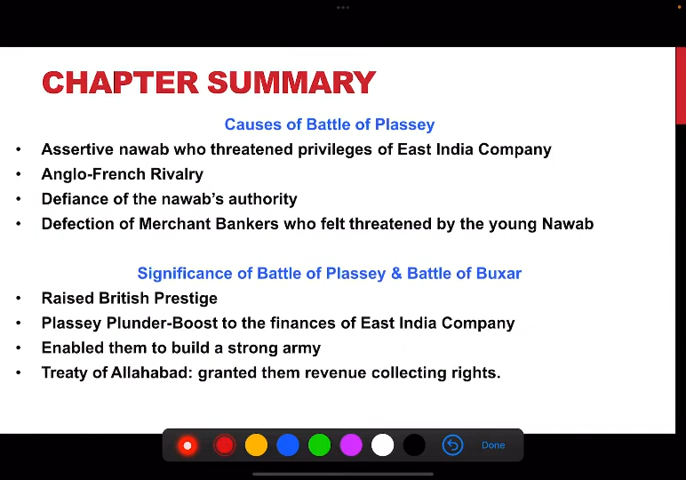 CHAPTER SUMMARY
Causes of Battle of Plassey
• Assertive nawab who threatened privileges of East India Company
• Anglo-French Rivalry
• Defiance of the nawab's authority
• Defection of Merchant Bankers who felt threatened by the young Nawab
Significance of Battle of Plassey & Battle of Buxar
• Raised British Prestige
• Plassey Plunder-Boost to the finances of East India Company
• Enabled them to build a strong army
• Treaty of Allahabad: granted them revenue collecting rights.
Done